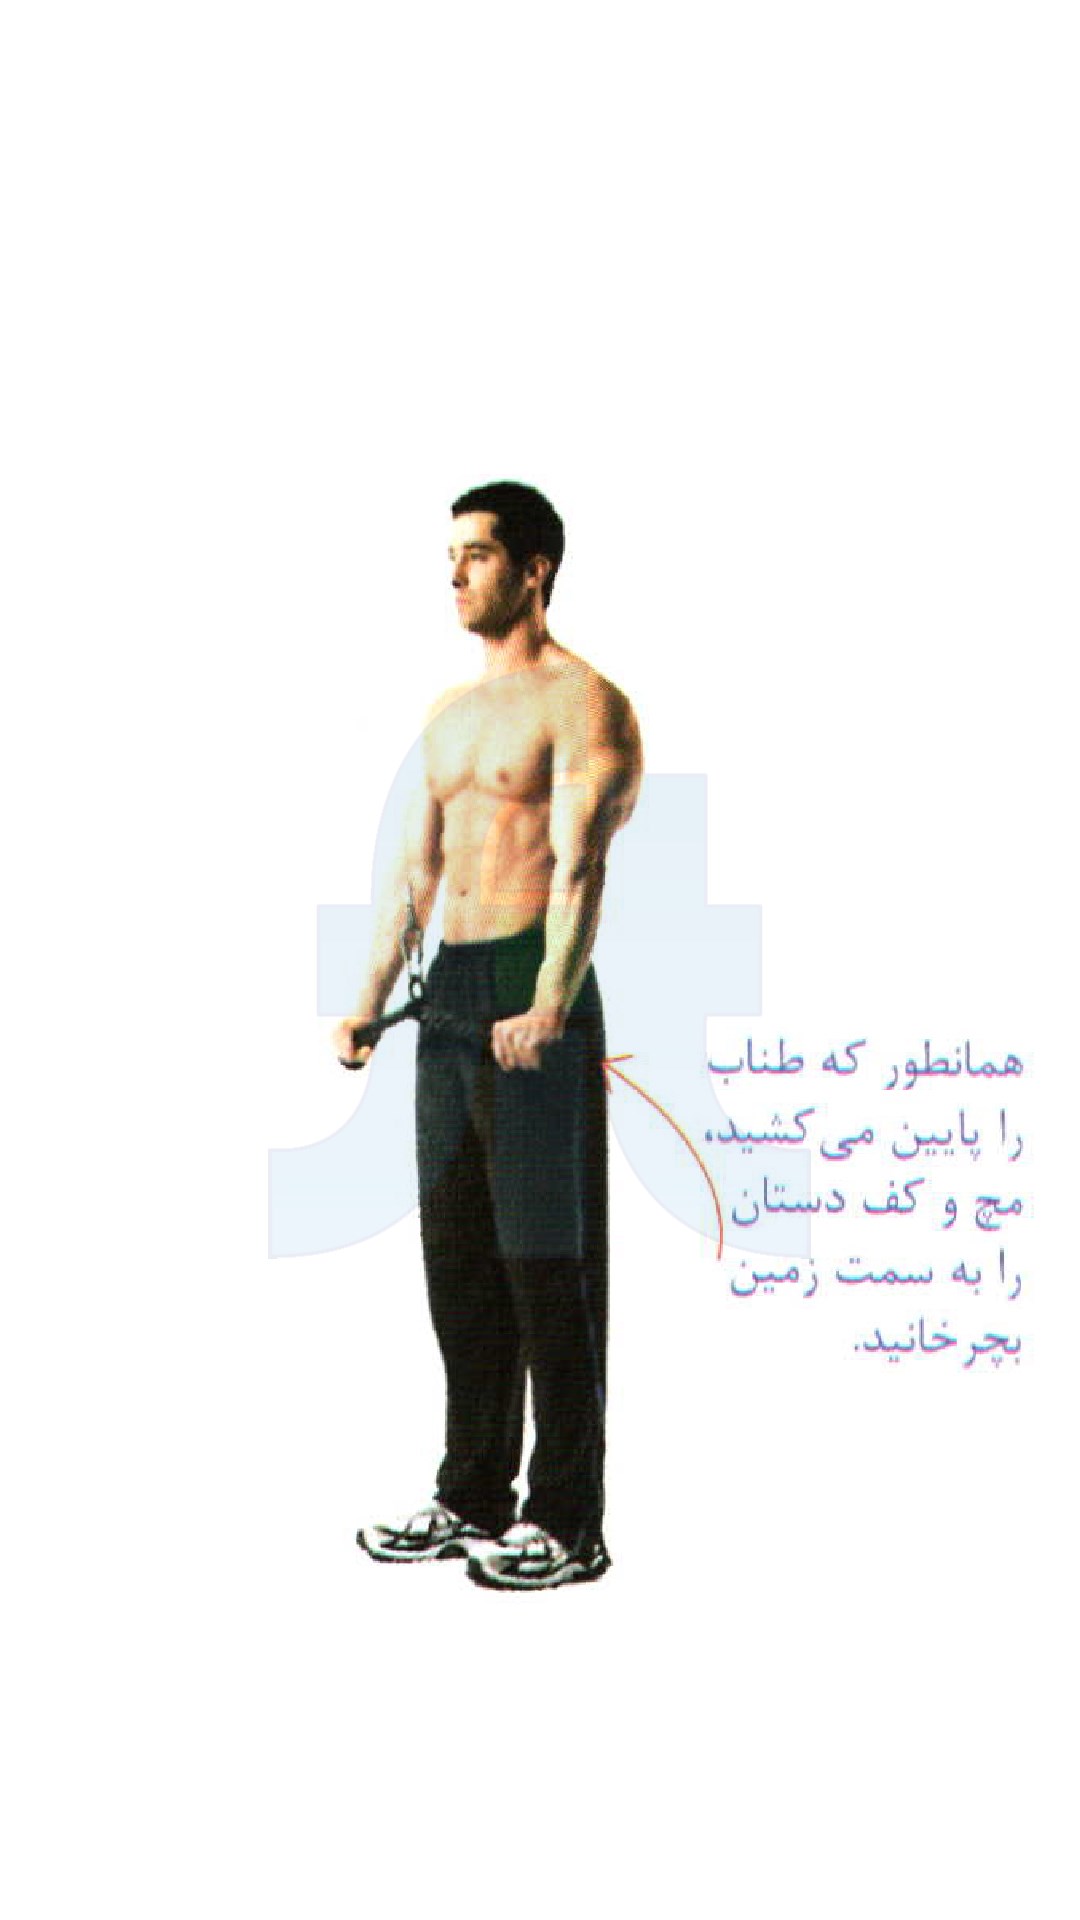 همانطور که طناب
را پایین می‌کشید،
مچ و کف دستان
را به سمت زمین
بچرخانید.